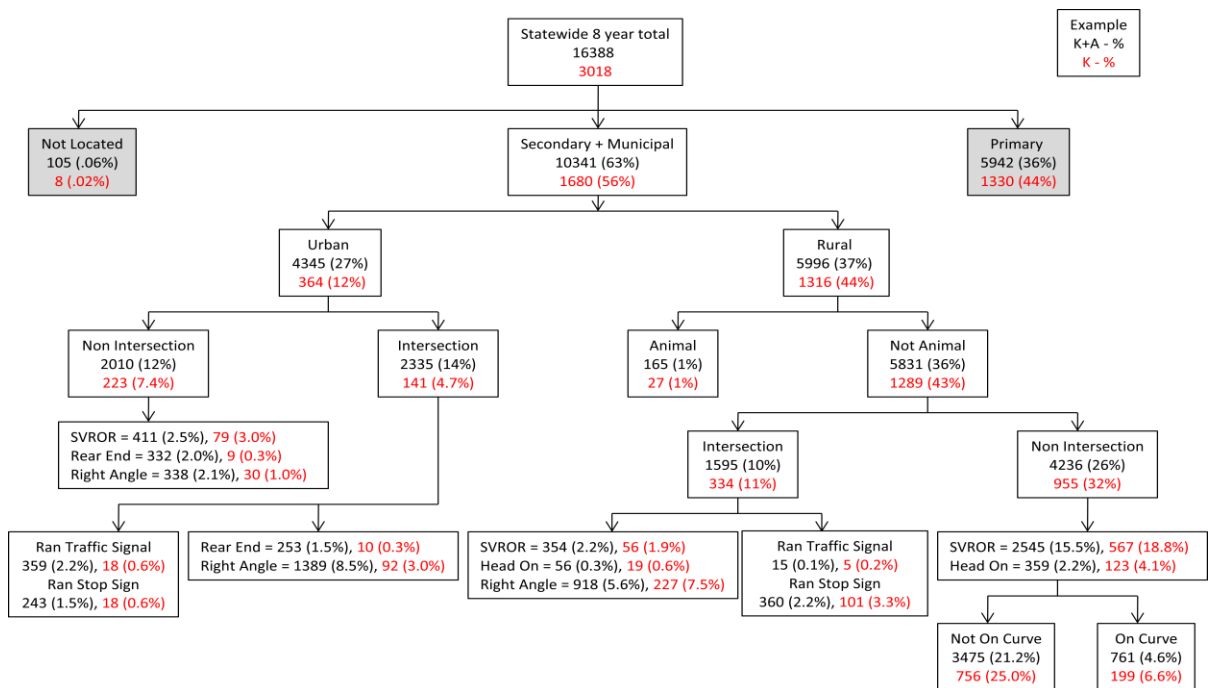 Statewide 8 year total
16388
3018
Example
K+A - %
K - %
Not Located
105 (.06%)
8 (.02%)
Secondary + Municipal
10341 (63%)
1680 (56%)
Primary
5942 (36%)
1330 (44%)
Urban
4345 (27%)
364 (12%)
Rural
5996 (37%)
1316 (44%)
Non Intersection
2010 (12%)
223 (7.4%)
Intersection
2335 (14%)
141 (4.7%)
Animal
165 (1%)
27 (1%)
Not Animal
5831 (36%)
1289 (43%)
SVROR = 411 (2.5%), 79 (3.0%)
Rear End = 332 (2.0%), 9 (0.3%)
Right Angle = 338 (2.1%), 30 (1.0%)
Intersection
1595 (10%)
334 (11%)
Non Intersection
4236 (26%)
955 (32%)
Ran Traffic Signal
359 (2.2%), 18 (0.6%)
Ran Stop Sign
243 (1.5%), 18 (0.6%)
Rear End = 253 (1.5%), 10 (0.3%)
Right Angle = 1389 (8.5%), 92 (3.0%)
SVROR = 354 (2.2%), 56 (1.9%)
Head On = 56 (0.3%), 19 (0.6%)
Right Angle = 918 (5.6%), 227 (7.5%)
Ran Traffic Signal
15 (0.1%), 5 (0.2%)
Ran Stop Sign
360 (2.2%), 101 (3.3%)
SVROR = 2545 (15.5%), 567 (18.8%)
Head On = 359 (2.2%), 123 (4.1%)
Not On Curve
3475 (21.2%)
756 (25.0%)
On Curve
761 (4.6%)
199 (6.6%)